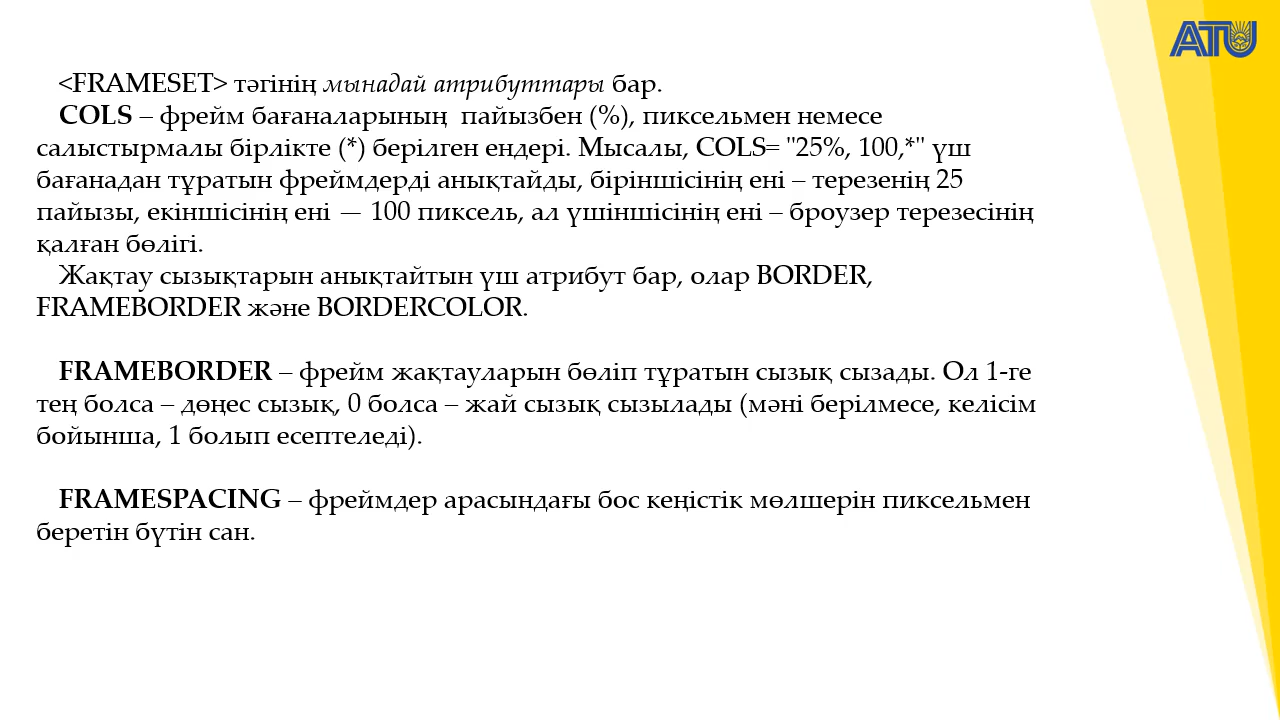 ATU
<FRAMESET> тәгінің мынадай атрибуттары бар.
COLS – фрейм бағаналарының  пайызбен (%), пиксельмен немесе
салыстырмалы бірлікте (*) берілген ендері. Мысалы, COLS= "25%, 100,*" үш
бағанадан тұратын фреймдерді анықтайды, біріншісінің ені – терезенің 25
пайызы, екіншісінің ені — 100 пиксель, ал үшіншісінің ені – броузер терезесінің
қалған бөлігі.
Жақтау сызықтарын анықтайтын үш атрибут бар, олар BORDER,
FRAMEBORDER және BORDERCOLOR.
FRAMEBORDER – фрейм жақтауларын бөліп тұратын сызық сызады. Ол 1-ге
тең болса – дөңес сызық, 0 болса – жай сызық сызылады (мәні берілмесе, келісім
бойынша, 1 болып есептеледі).
FRAMESPACING – фреймдер арасындағы бос кеңістік мөлшерін пиксельмен
беретін бүтін сан.